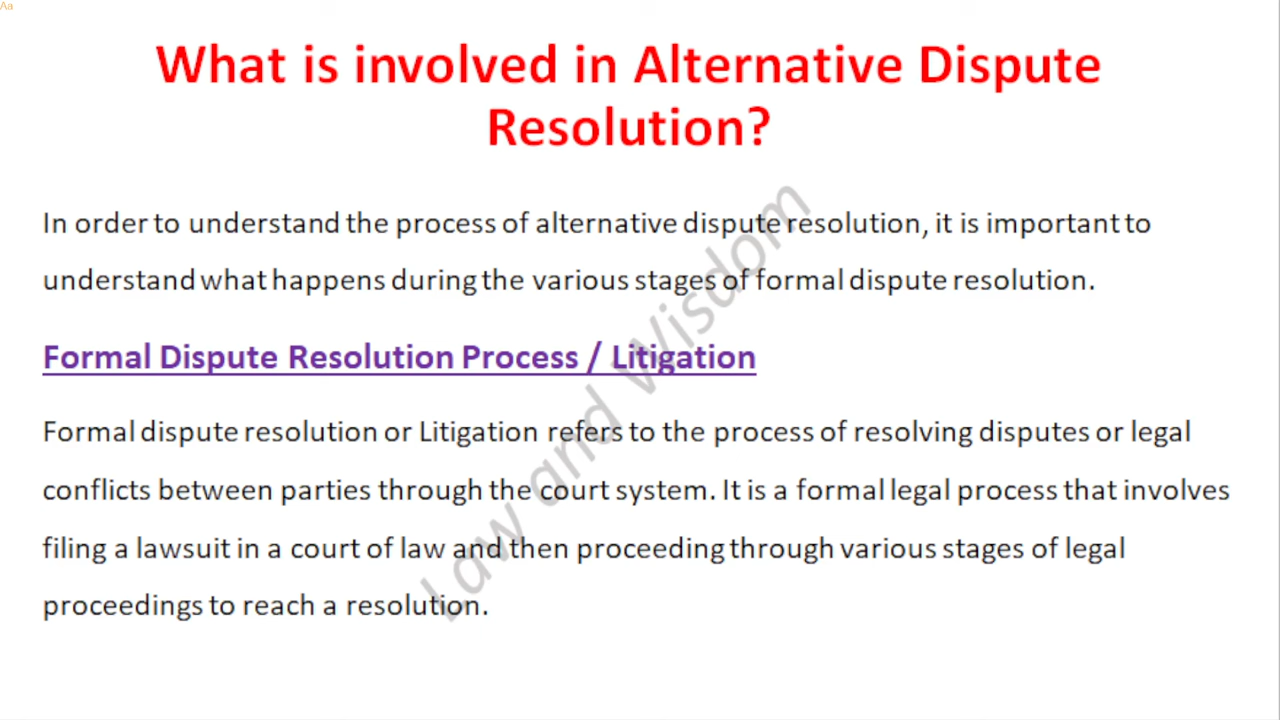 Aa
What is involved in Alternative Dispute
Resolution?
In order to understand the process of alternative dispute resolution, it is important to
understand what happens during the various stages of formal dispute resolution.
Formal Dispute Resolution Process / Litigation
Formal dispute resolution or Litigation refers to the process of resolving disputes or legal
conflicts between parties through the court system. It is a formal legal process that involves
filing a lawsuit in a court of law and then proceeding through various stages of legal
proceedings to reach a resolution.
Law and Wisdom